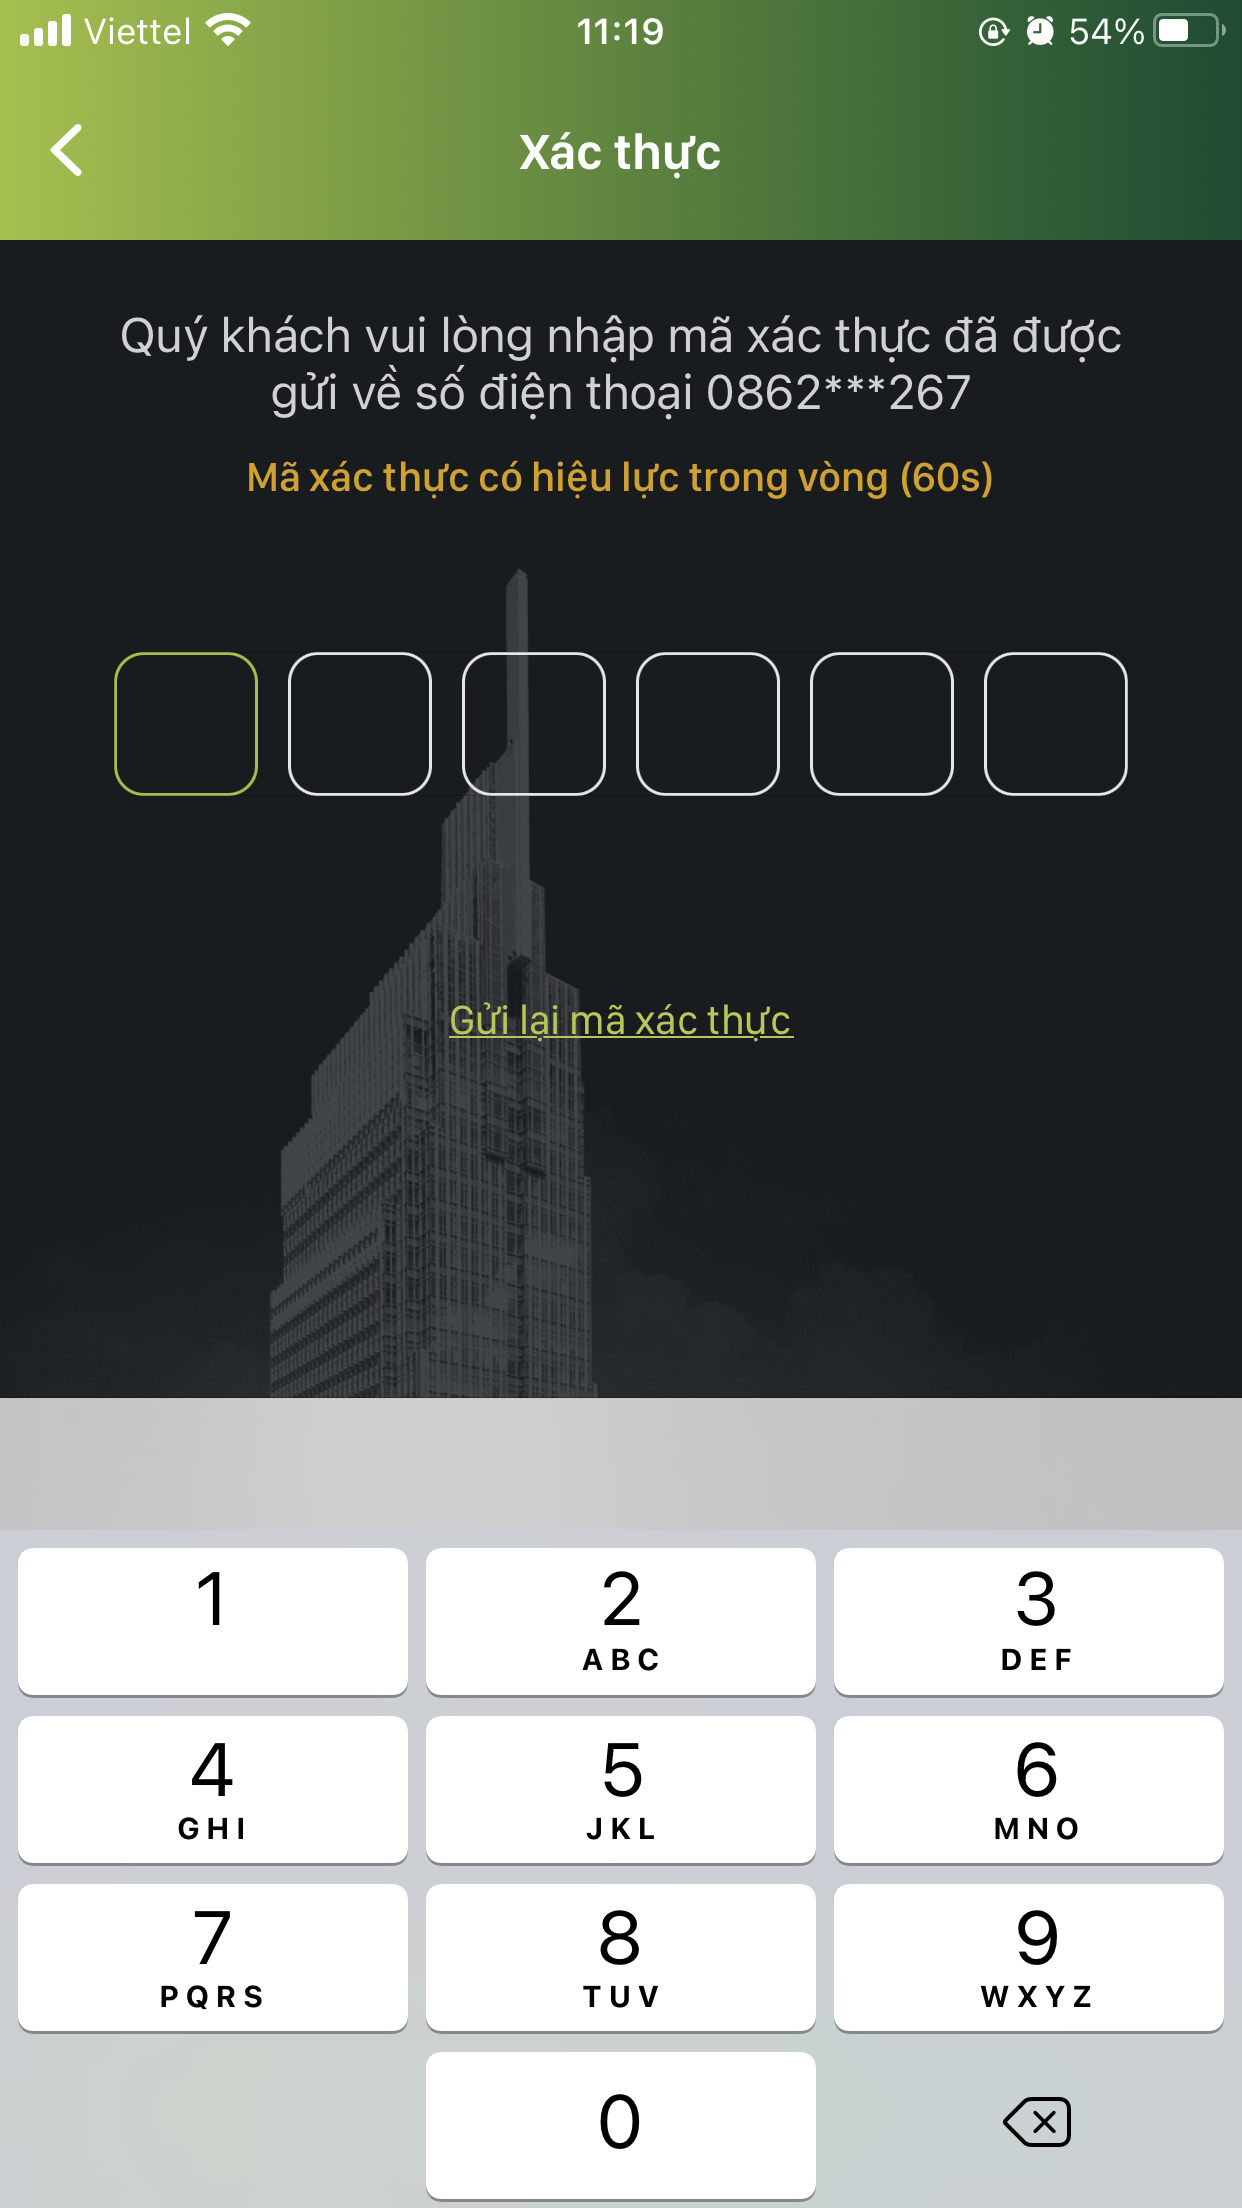 Viettel 11:19 54%
Xác thực
Quý khách vui lòng nhập mã xác thực đã được
gửi về số điện thoại 0862***267
Mã xác thực có hiệu lực trong vòng (60s)
Gửi lại mã xác thực
1 2 3
ABC DEF
4 5 6
GHI JKL MNO
7 8 9
PQRS TUV WXYZ
0